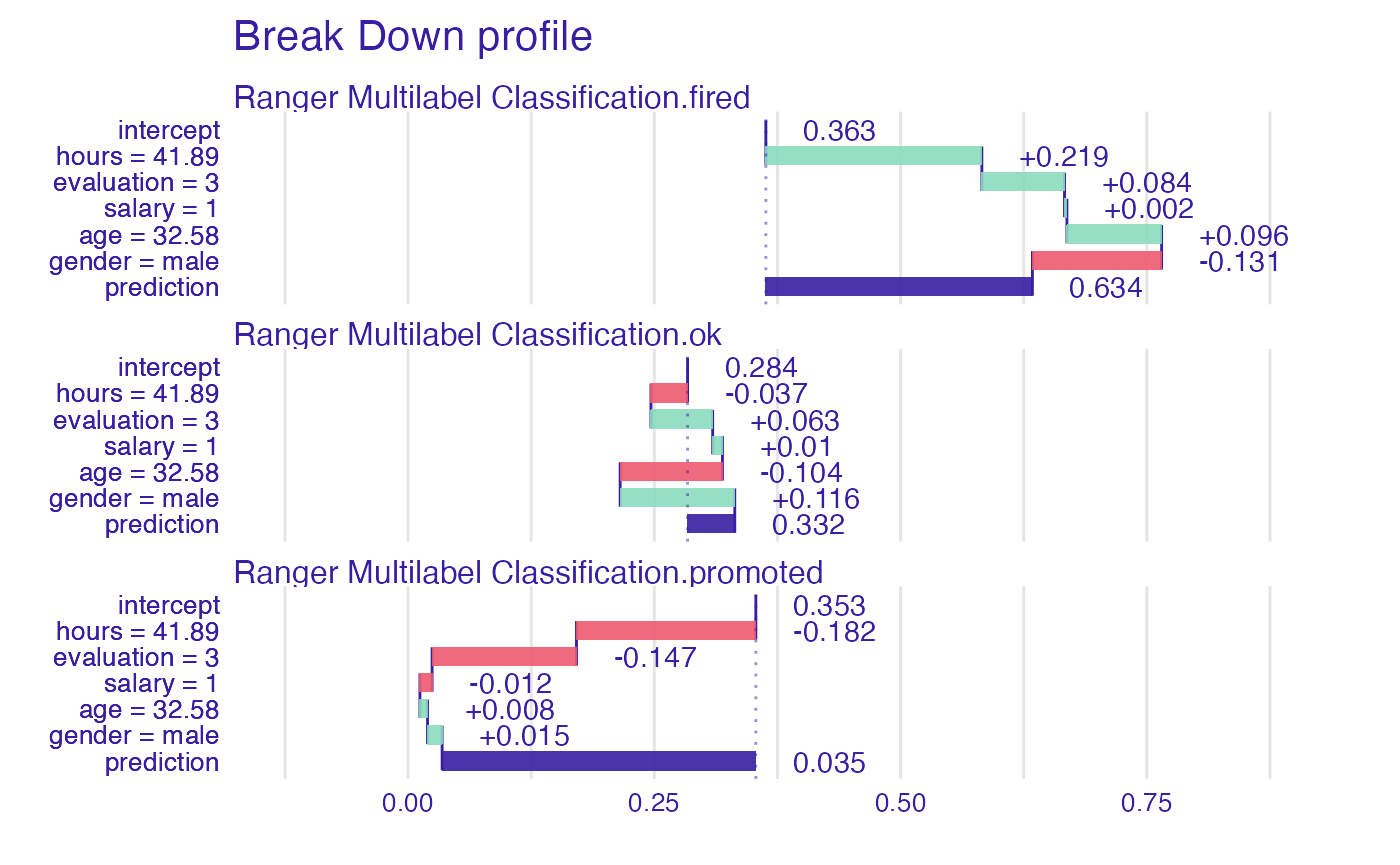 Break Down profile
Ranger Multilabel Classification.fired
intercept 0.363
hours = 41.89 +0.219
evaluation = 3 +0.084
salary = 1 +0.002
age = 32.58 +0.096
gender = male -0.131
prediction 0.634
Ranger Multilabel Classification.ok
intercept 0.284
hours = 41.89 -0.037
evaluation = 3 +0.063
salary = 1 +0.01
age = 32.58 -0.104
gender = male +0.116
prediction 0.332
Ranger Multilabel Classification.promoted
intercept 0.353
hours = 41.89 -0.182
evaluation = 3 -0.147
salary = 1 -0.012
age = 32.58 +0.008
gender = male +0.015
prediction 0.035
0.00 0.25 0.50 0.75